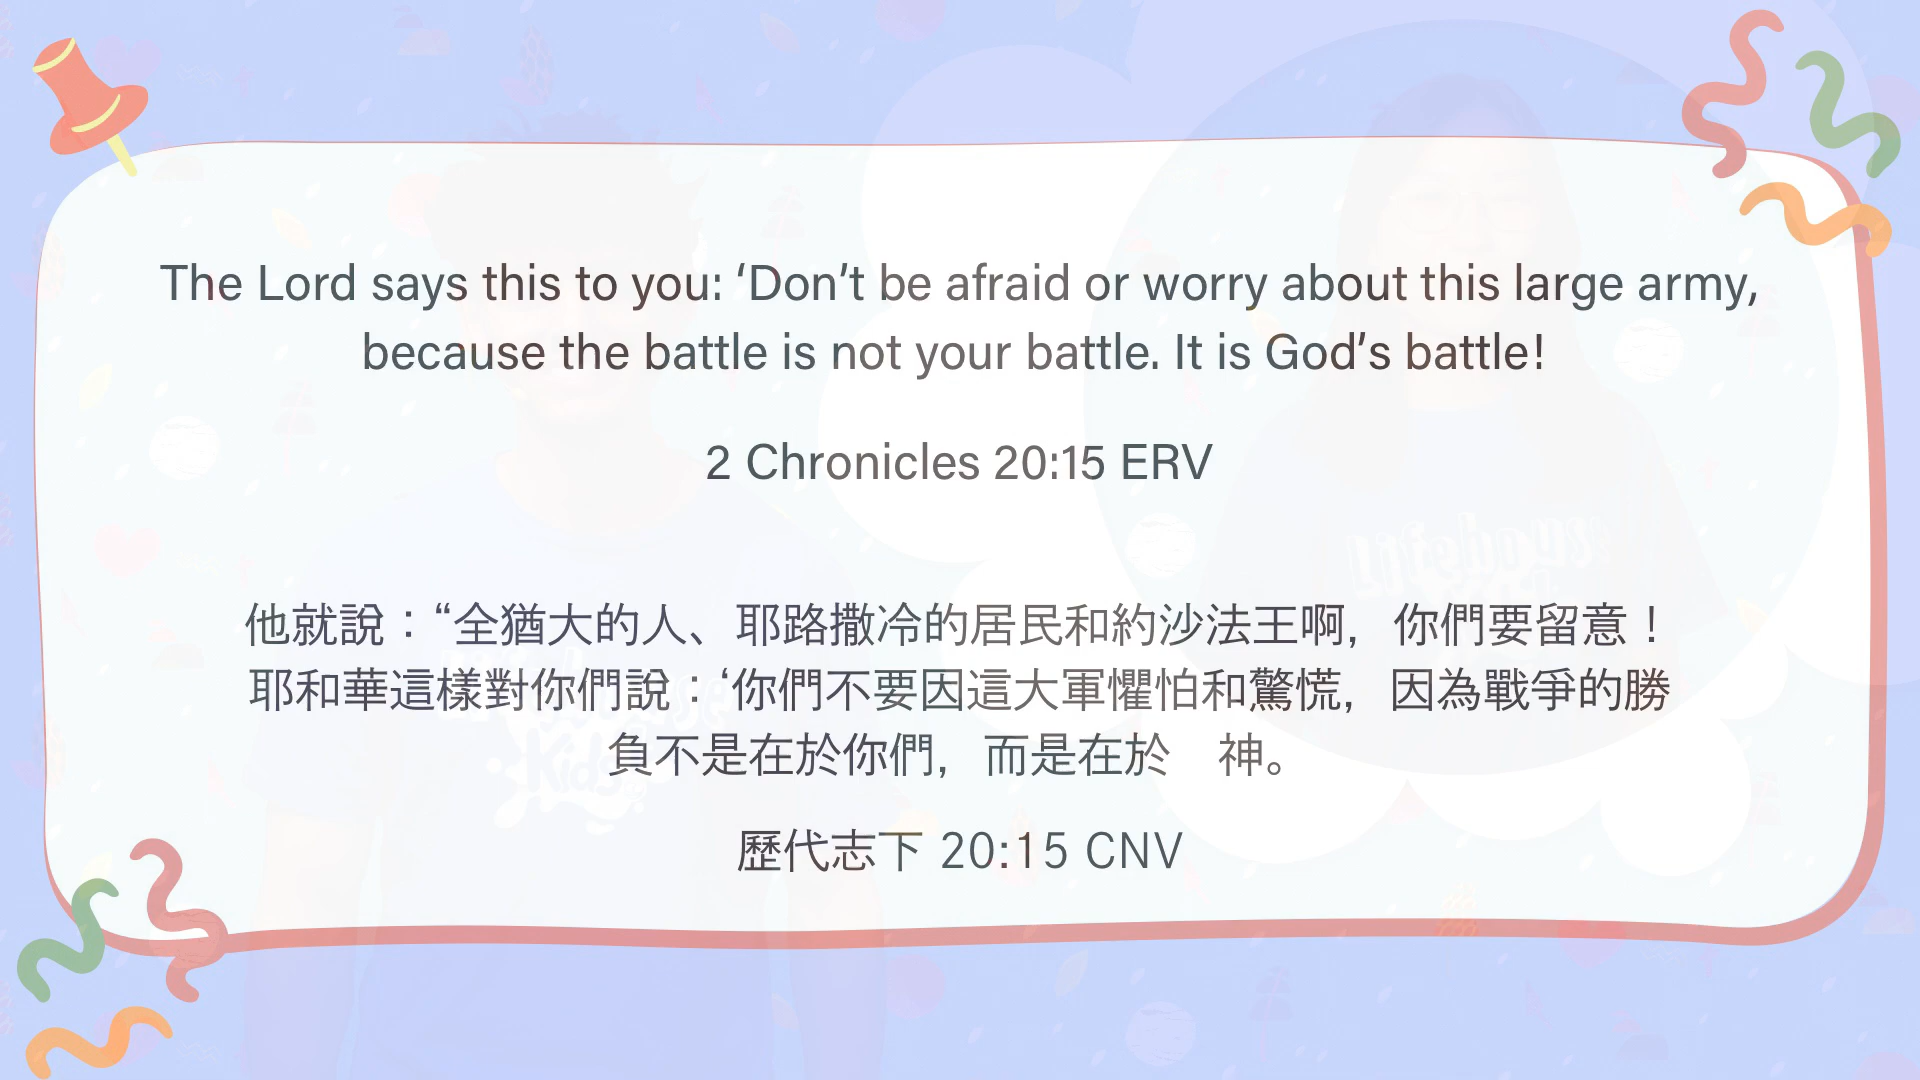 The Lord says this to you: ‘Don’t be afraid or worry about this large army,
because the battle is not your battle. It is God’s battle!
2 Chronicles 20:15 ERV
他就說：“全猶大的人、耶路撒冷的居民和約沙法王啊，你們要留意！
耶和華這樣對你們說：‘你們不要因這大軍懼怕和驚慌，因為戰爭的勝
負不是在於你們，而是在於　神。
歷代志下 20:15 CNV
Lifehouse
Kids
Lifehouse